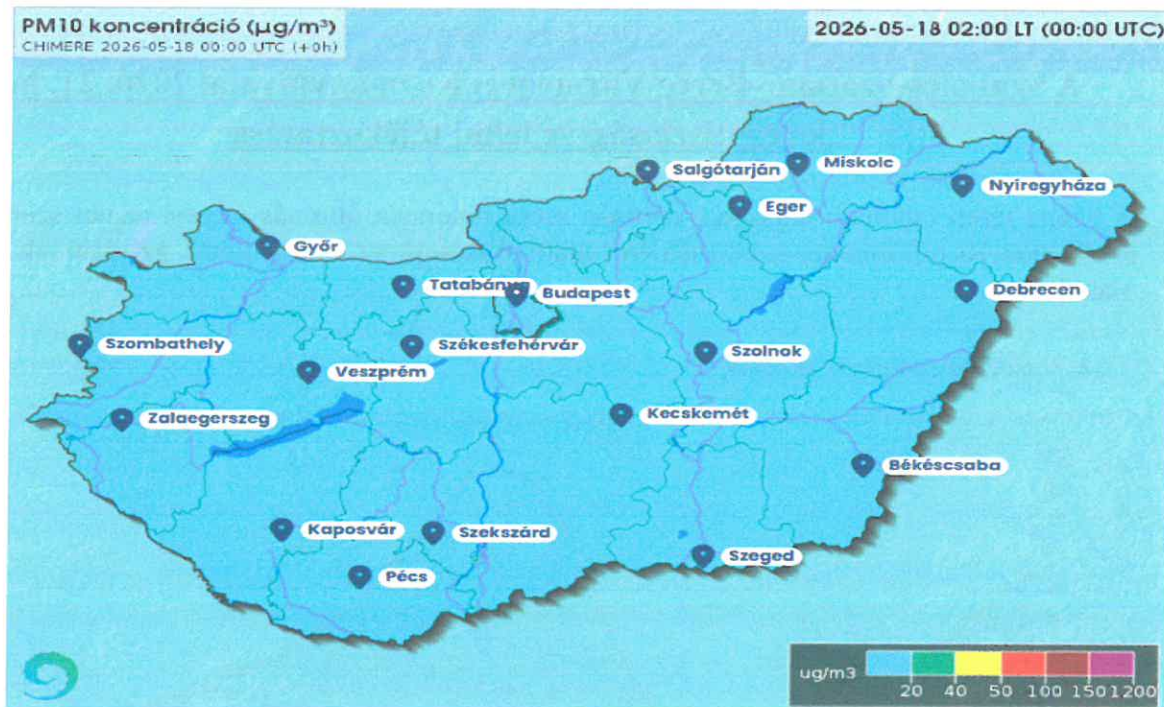 PM10 koncentráció (µg/m³)
CHIMERE 2026-05-18 00:00 UTC (+0h)
2026-05-18 02:00 LT (00:00 UTC)
Salgótarján
Miskolc
Nyíregyháza
Eger
Győr
Tatabánya
Budapest
Debrecen
Szombathely
Székesfehérvár
Szolnok
Veszprém
Zalaegerszeg
Kecskemét
Békéscsaba
Kaposvár
Szekszárd
Szeged
Pécs
ug/m3
20 40 50 100 150 1200